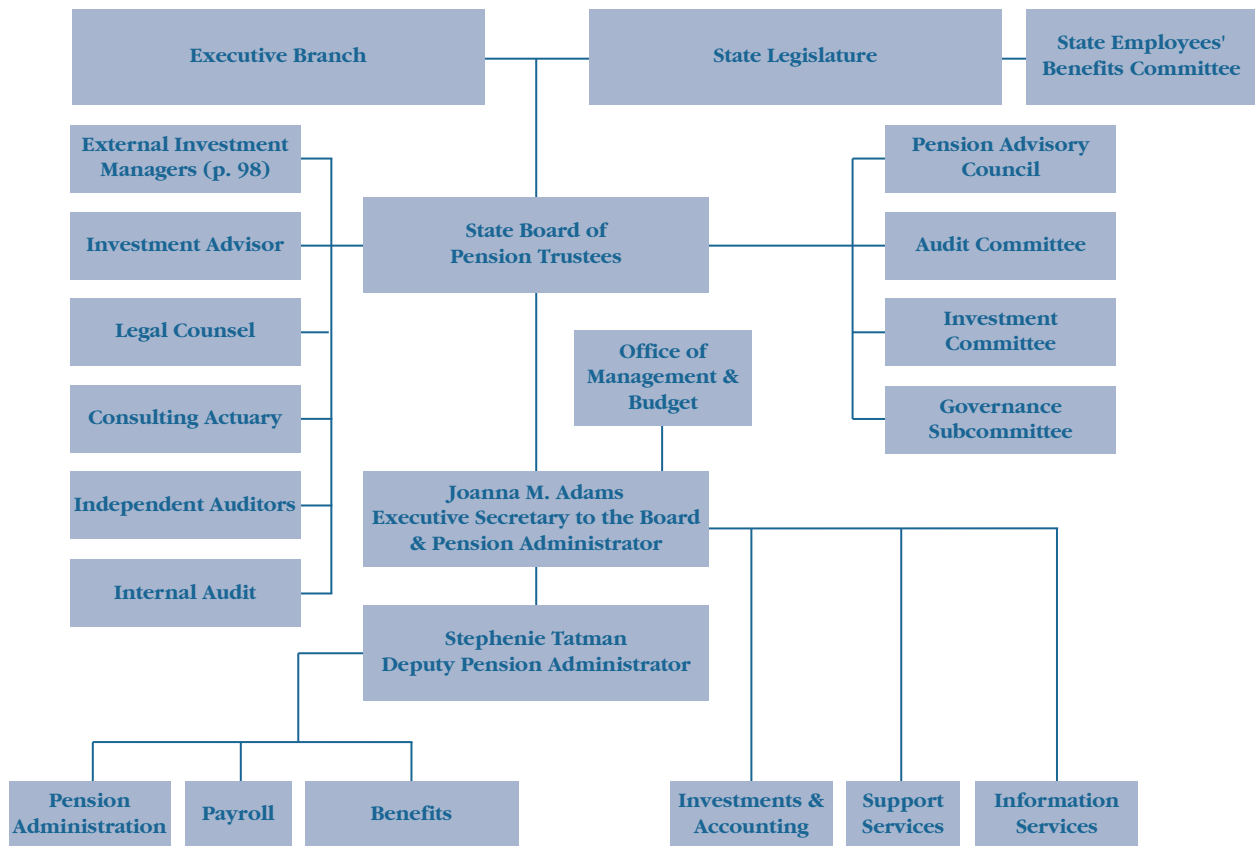 Executive Branch
State Legislature
State Employees'
Benefits Committee
External Investment
Managers (p. 98)
Pension Advisory
Council
Investment Advisor
State Board of
Pension Trustees
Audit Committee
Legal Counsel
Investment
Committee
Office of
Management &
Budget
Consulting Actuary
Governance
Subcommittee
Independent Auditors
Joanna M. Adams
Executive Secretary to the Board
& Pension Administrator
Internal Audit
Stephenie Tatman
Deputy Pension Administrator
Pension
Administration
Payroll
Benefits
Investments &
Accounting
Support
Services
Information
Services